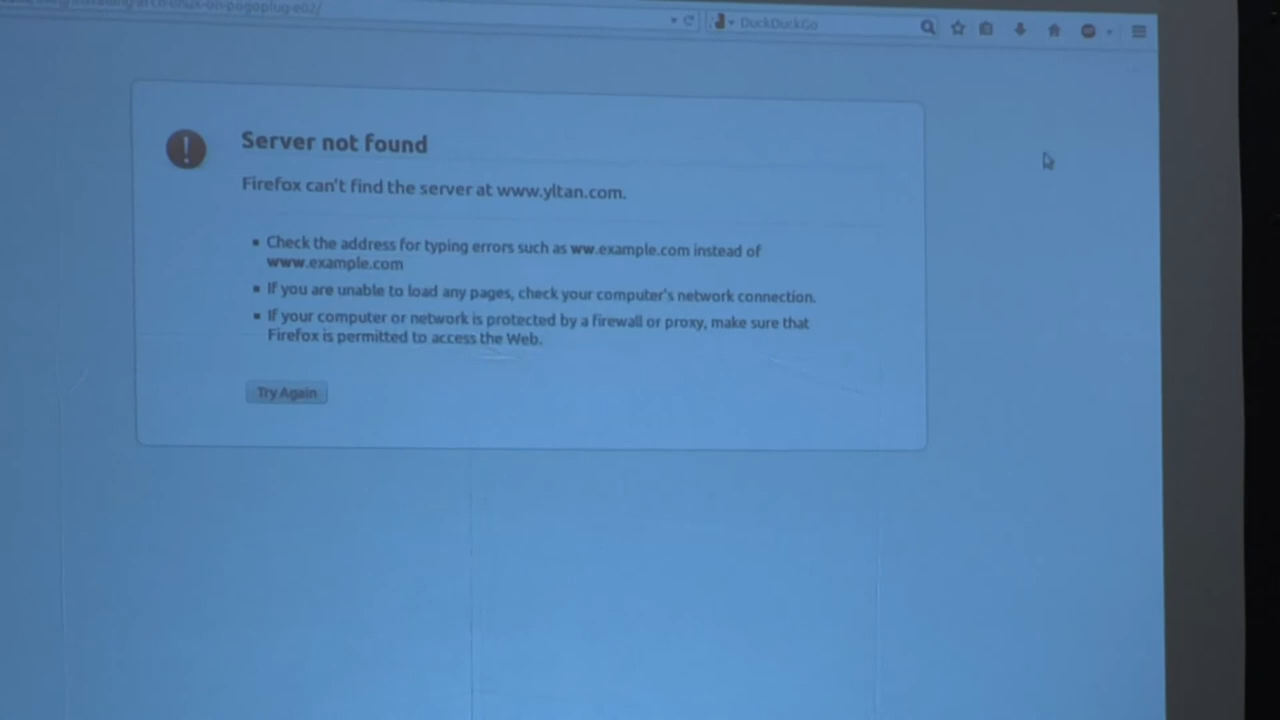 -on-pogoplug-e02/
DuckDuckGo
Server not found
Firefox can't find the server at www.yltan.com.
Check the address for typing errors such as ww.example.com instead of
www.example.com
If you are unable to load any pages, check your computer's network connection.
If your computer or network is protected by a firewall or proxy, make sure that
Firefox is permitted to access the Web.
Try Again